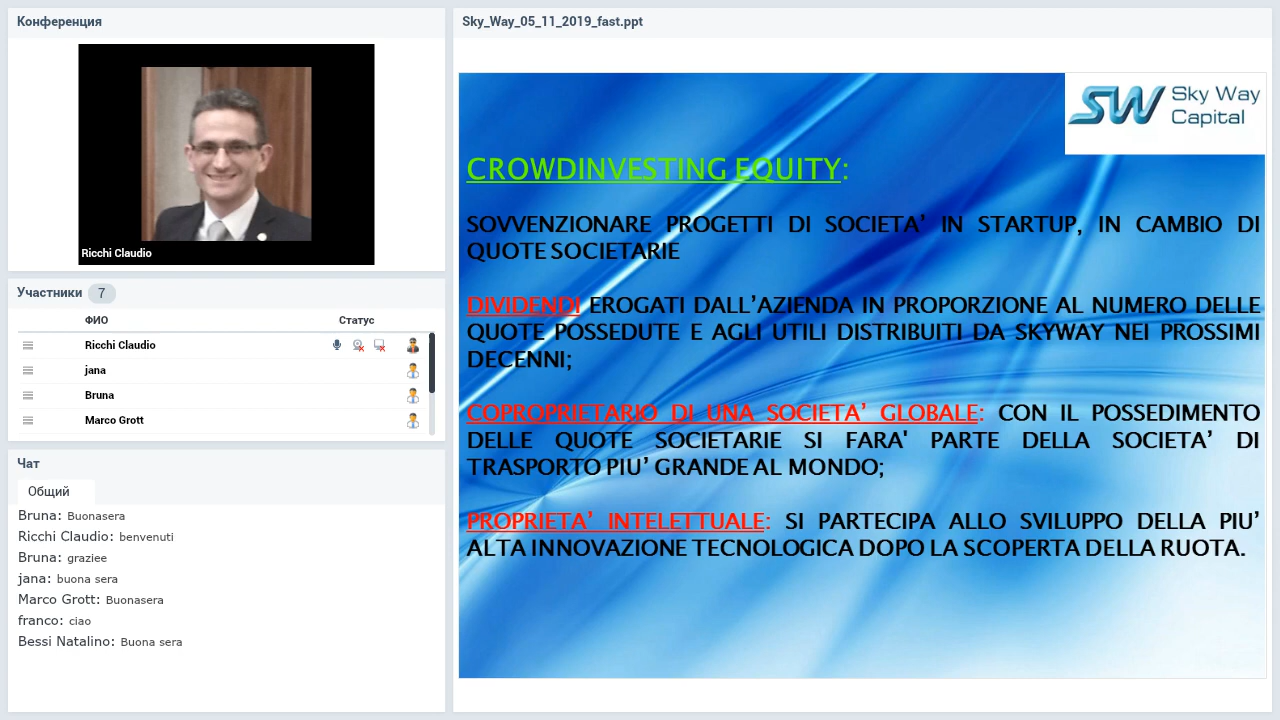 Конференция
Ricchi Claudio
Участники 7
ФИО Статус
Ricchi Claudio
jana
Bruna
Marco Grott
Чат
Общий
Bruna: Buonasera
Ricchi Claudio: benvenuti
Bruna: graziee
jana: buona sera
Marco Grott: Buonasera
franco: ciao
Bessi Natalino: Buona sera
Sky_Way_05_11_2019_fast.ppt
SW Sky Way
Capital
CROWDINVESTING EQUITY:
SOVVENZIONARE PROGETTI DI SOCIETA’ IN STARTUP, IN CAMBIO DI
QUOTE SOCIETARIE
DIVIDENDI EROGATI DALL’AZIENDA IN PROPORZIONE AL NUMERO DELLE
QUOTE POSSEDUTE E AGLI UTILI DISTRIBUITI DA SKYWAY NEI PROSSIMI
DECENNI;
COPROPRIETARIO DI UNA SOCIETA’ GLOBALE: CON IL POSSEDIMENTO
DELLE QUOTE SOCIETARIE SI FARA' PARTE DELLA SOCIETA’ DI
TRASPORTO PIU’ GRANDE AL MONDO;
PROPRIETA’ INTELETTUALE: SI PARTECIPA ALLO SVILUPPO DELLA PIU’
ALTA INNOVAZIONE TECNOLOGICA DOPO LA SCOPERTA DELLA RUOTA.